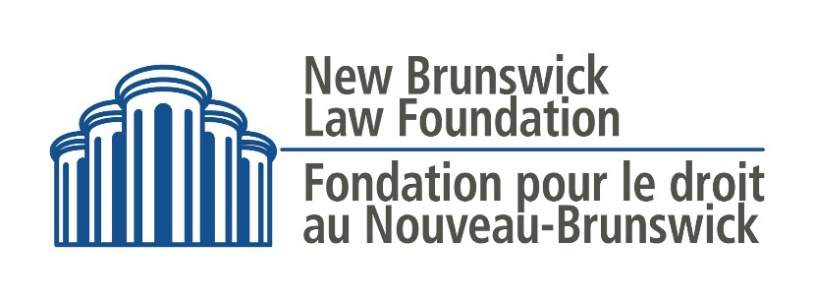 New Brunswick
Law Foundation
Fondation pour le droit
au Nouveau-Brunswick